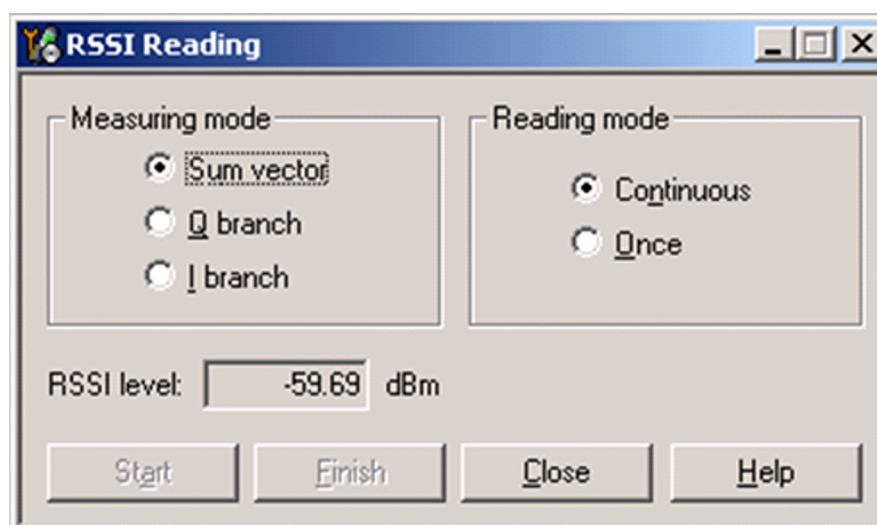 RSSI Reading
Measuring mode
Sum vector
Q branch
I branch
Reading mode
Continuous
Once
RSSI level: -59.69 dBm
Start Finish Close Help